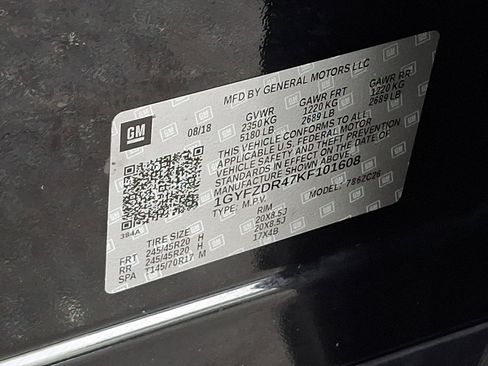 MFD BY GENERAL MOTORS LLC
GM
08/18
GVWR GAWR FRT GAWR RR
2350 KG 1220 KG 1220 KG
5180 LB 2689 LB 2689 LB
THIS VEHICLE CONFORMS TO ALL
APPLICABLE U.S. FEDERAL MOTOR
VEHICLE SAFETY AND THEFT PREVENTION
STANDARDS IN EFFECT ON THE DATE OF
MANUFACTURE SHOWN ABOVE.
1GYFZDR47KF101608
TYPE: M.P.V. MODEL: 786ZC26
384A
TIRE SIZE RIM
FRT 245/45R20 H 20X8.5J
RR 245/45R20 H 20X8.5J
SPA T145/70R17 M 17X4B